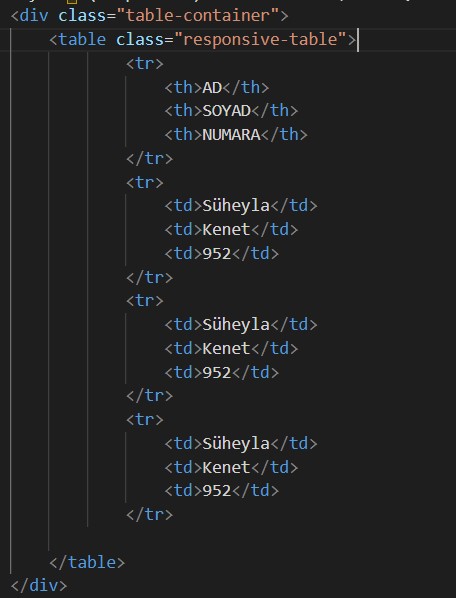 <div class="table-container">
<table class="responsive-table">
<tr>
<th>AD</th>
<th>SOYAD</th>
<th>NUMARA</th>
</tr>
<tr>
<td>Süheyla</td>
<td>Kenet</td>
<td>952</td>
</tr>
<tr>
<td>Süheyla</td>
<td>Kenet</td>
<td>952</td>
</tr>
<tr>
<td>Süheyla</td>
<td>Kenet</td>
<td>952</td>
</tr>
</table>
</div>